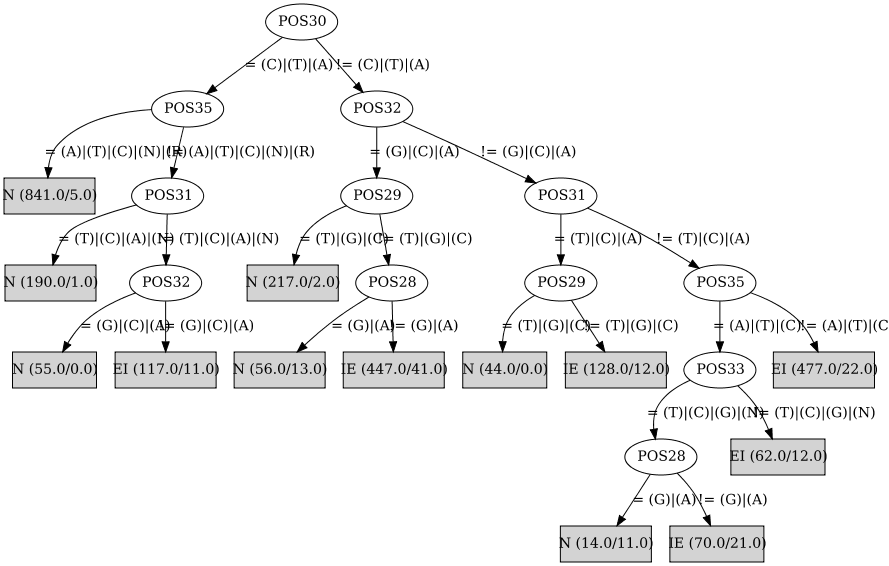 POS30
= (C)|(T)|(A) != (C)|(T)|(A)
POS35 POS32
= (A)|(T)|(C)|(N)|(R) != (A)|(T)|(C)|(N)|(R) = (G)|(C)|(A) != (G)|(C)|(A)
N (841.0/5.0) POS31 POS29 POS31
= (T)|(C)|(A)|(N) != (T)|(C)|(A)|(N) = (T)|(G)|(C) != (T)|(G)|(C) = (T)|(C)|(A) != (T)|(C)|(A)
N (190.0/1.0) POS32 N (217.0/2.0) POS28 POS29 POS35
= (G)|(C)|(A) != (G)|(C)|(A) = (G)|(A) != (G)|(A) = (T)|(G)|(C) != (T)|(G)|(C) = (A)|(T)|(C) != (A)|(T)|(C
N (55.0/0.0) EI (117.0/11.0) N (56.0/13.0) IE (447.0/41.0) N (44.0/0.0) IE (128.0/12.0) POS33 EI (477.0/22.0)
= (T)|(C)|(G)|(N) != (T)|(C)|(G)|(N)
POS28 EI (62.0/12.0)
= (G)|(A) != (G)|(A)
N (14.0/11.0) IE (70.0/21.0)